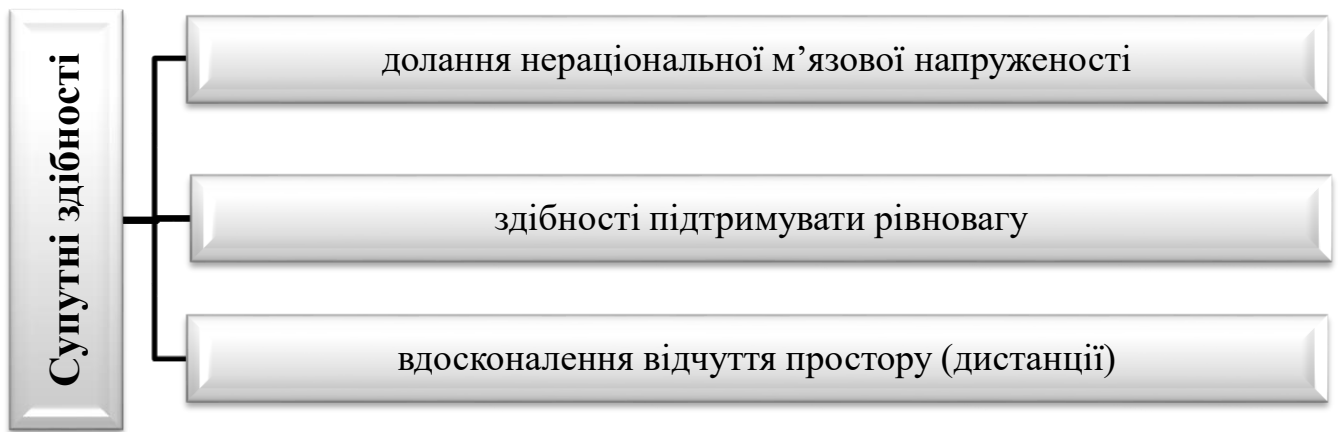 Супутні здібності
долання нераціональної м’язової напруженості
здібності підтримувати рівновагу
вдосконалення відчуття простору (дистанції)